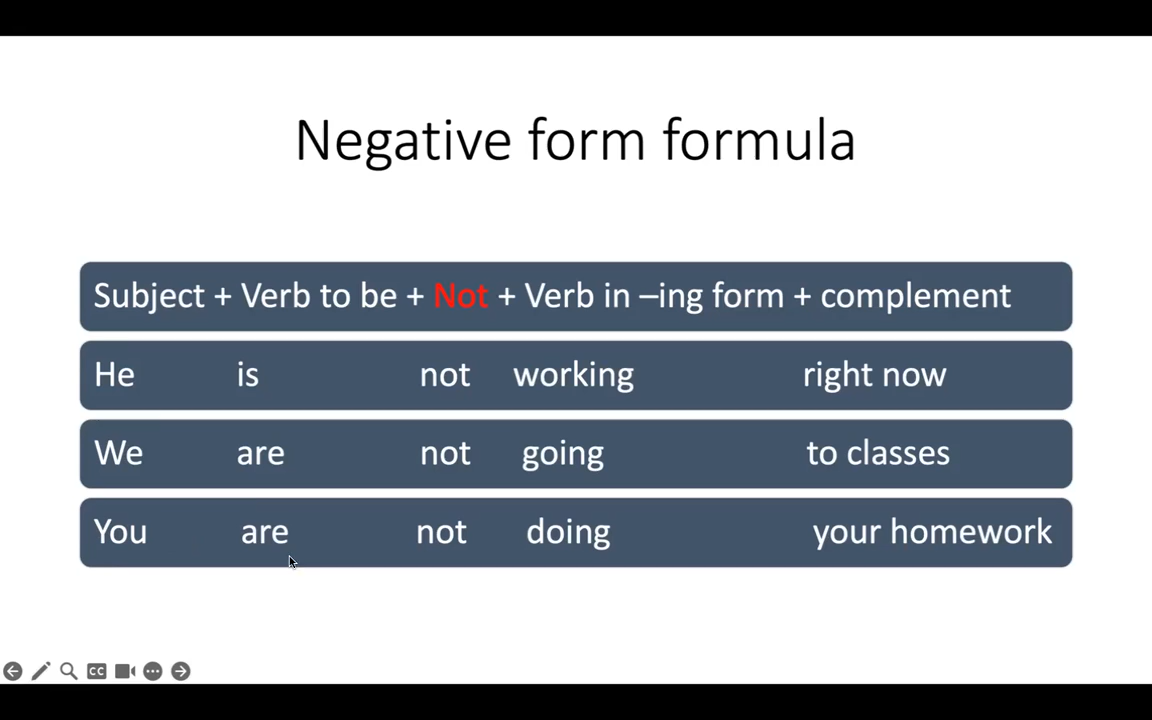 Negative form formula
Subject + Verb to be + Not + Verb in –ing form + complement
He is not working right now
We are not going to classes
You are not doing your homework
CC